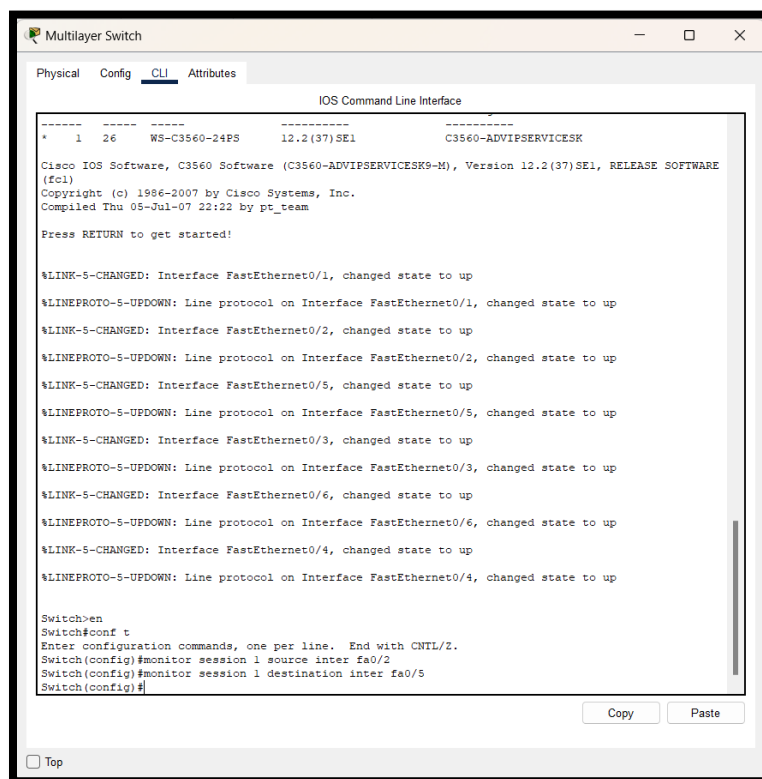 Multilayer Switch
Physical Config CLI Attributes
IOS Command Line Interface
------ ----- ----- ---------- ----------
* 1 26 WS-C3560-24PS 12.2(37)SE1 C3560-ADVIPSERVICESK
Cisco IOS Software, C3560 Software (C3560-ADVIPSERVICESK9-M), Version 12.2(37)SE1, RELEASE SOFTWARE
(fc1)
Copyright (c) 1986-2007 by Cisco Systems, Inc.
Compiled Thu 05-Jul-07 22:22 by pt_team
Press RETURN to get started!
%LINK-5-CHANGED: Interface FastEthernet0/1, changed state to up
%LINEPROTO-5-UPDOWN: Line protocol on Interface FastEthernet0/1, changed state to up
%LINK-5-CHANGED: Interface FastEthernet0/2, changed state to up
%LINEPROTO-5-UPDOWN: Line protocol on Interface FastEthernet0/2, changed state to up
%LINK-5-CHANGED: Interface FastEthernet0/5, changed state to up
%LINEPROTO-5-UPDOWN: Line protocol on Interface FastEthernet0/5, changed state to up
%LINK-5-CHANGED: Interface FastEthernet0/3, changed state to up
%LINEPROTO-5-UPDOWN: Line protocol on Interface FastEthernet0/3, changed state to up
%LINK-5-CHANGED: Interface FastEthernet0/6, changed state to up
%LINEPROTO-5-UPDOWN: Line protocol on Interface FastEthernet0/6, changed state to up
%LINK-5-CHANGED: Interface FastEthernet0/4, changed state to up
%LINEPROTO-5-UPDOWN: Line protocol on Interface FastEthernet0/4, changed state to up
Switch>en
Switch#conf t
Enter configuration commands, one per line. End with CNTL/Z.
Switch(config)#monitor session 1 source inter fa0/2
Switch(config)#monitor session 1 destination inter fa0/5
Switch(config)#
Copy Paste
Top